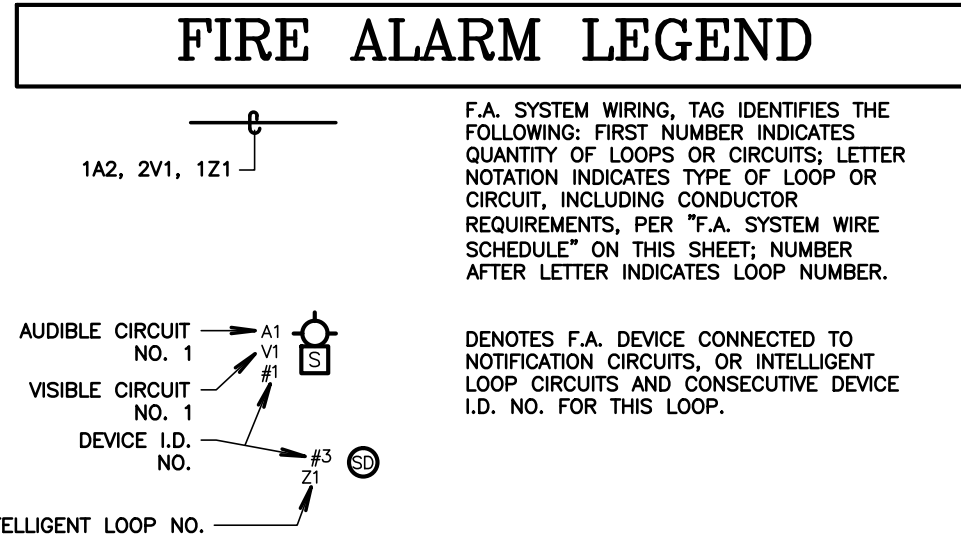 FIRE ALARM LEGEND
1A2, 2V1, 1Z1
F.A. SYSTEM WIRING, TAG IDENTIFIES THE
FOLLOWING: FIRST NUMBER INDICATES
QUANTITY OF LOOPS OR CIRCUITS; LETTER
NOTATION INDICATES TYPE OF LOOP OR
CIRCUIT, INCLUDING CONDUCTOR
REQUIREMENTS, PER "F.A. SYSTEM WIRE
SCHEDULE" ON THIS SHEET; NUMBER
AFTER LETTER INDICATES LOOP NUMBER.
AUDIBLE CIRCUIT
NO. 1
VISIBLE CIRCUIT
NO. 1
DEVICE I.D.
NO.
A1
V1
#1
S
#3
Z1
SD
TELLIGENT LOOP NO.
DENOTES F.A. DEVICE CONNECTED TO
NOTIFICATION CIRCUITS, OR INTELLIGENT
LOOP CIRCUITS AND CONSECUTIVE DEVICE
I.D. NO. FOR THIS LOOP.